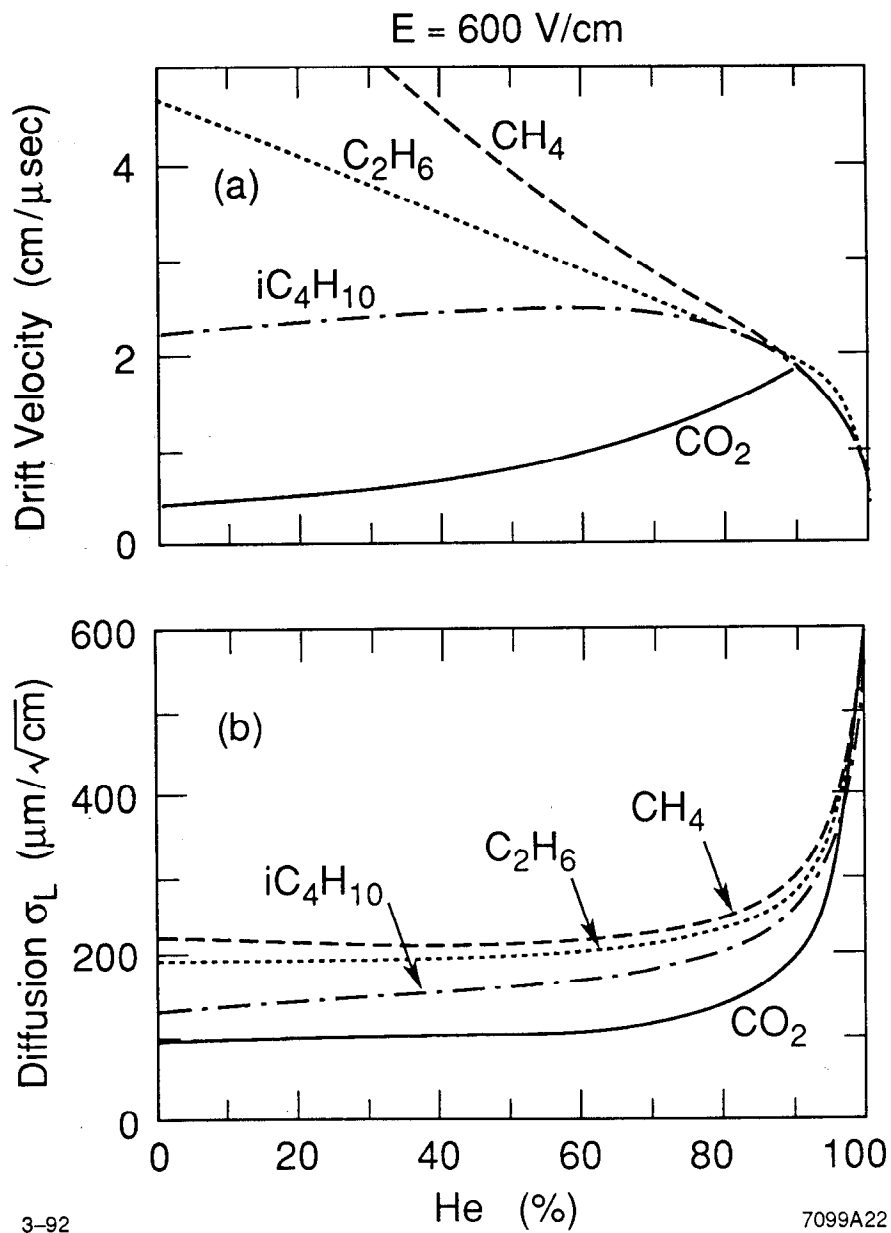 E = 600 V/cm
Drift Velocity (cm/μsec)
4
2
0
(a)
CH₄
C₂H₆
iC₄H₁₀
CO₂
Diffusion σL (μm/√cm)
600
400
200
0
(b)
CH₄
C₂H₆
iC₄H₁₀
CO₂
0 20 40 60 80 100
He (%)
3–92
7099A22